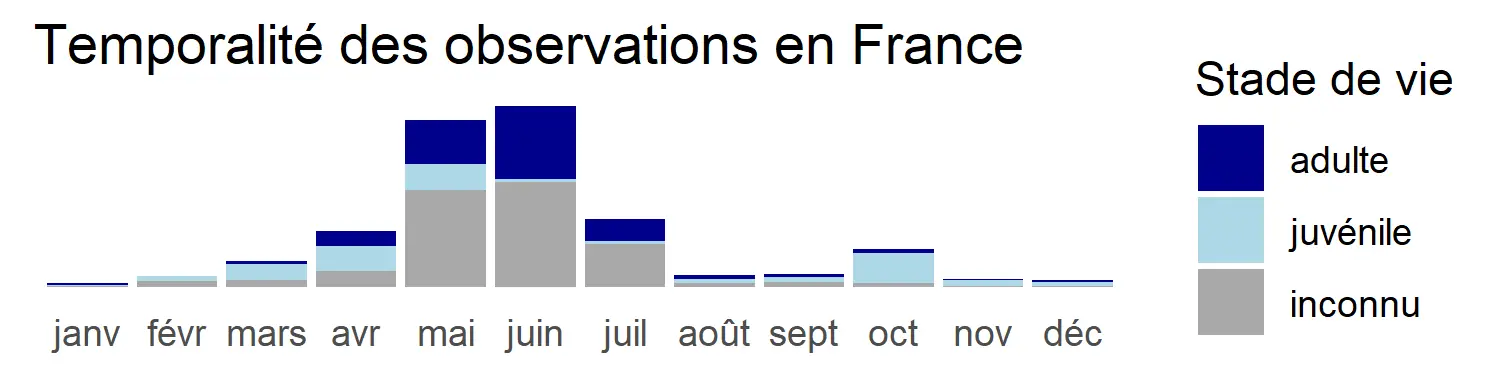 Temporalité des observations en France
Stade de vie
adulte
juvénile
inconnu
janv févr mars avr mai juin juil août sept oct nov déc